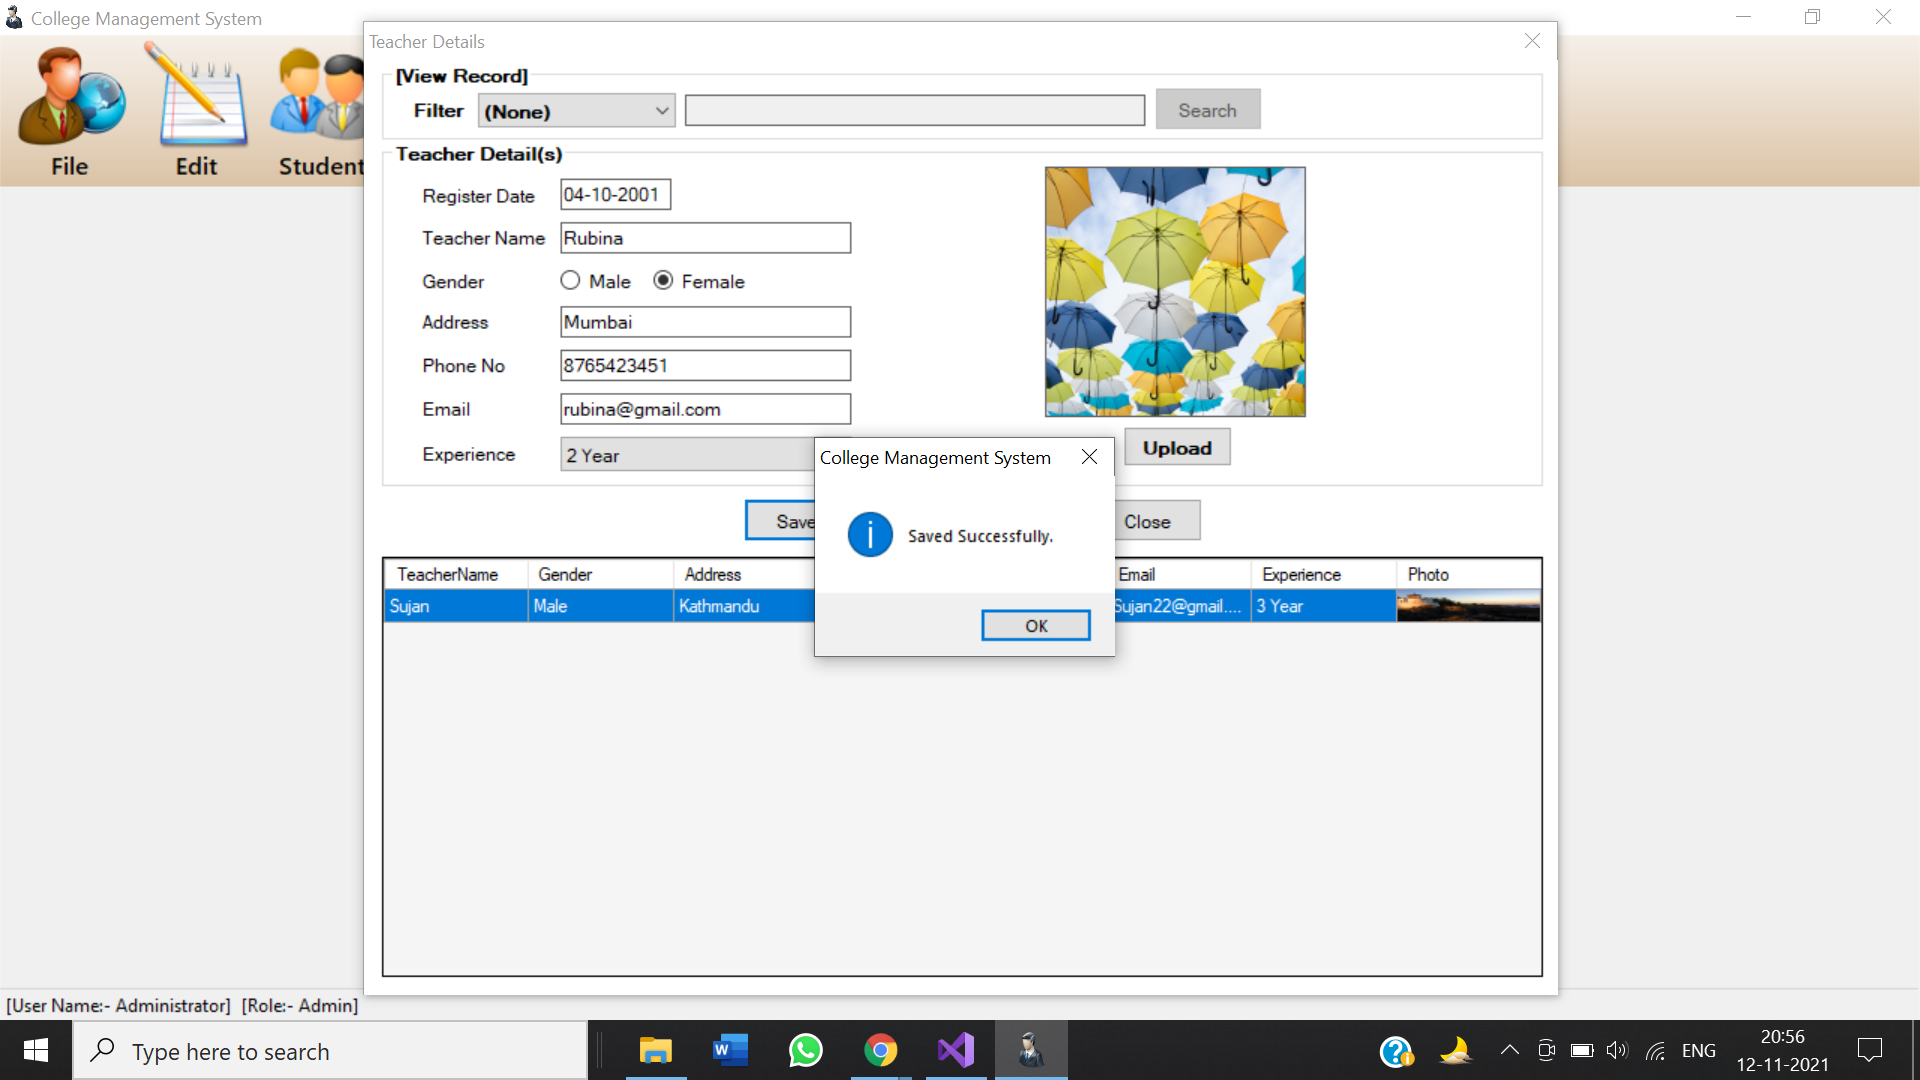 College Management System
File Edit Student
Teacher Details
[View Record]
Filter (None) Search
Teacher Detail(s)
Register Date 04-10-2001
Teacher Name Rubina
Gender Male Female
Address Mumbai
Phone No 8765423451
Email rubina@gmail.com
Experience 2 Year
Upload
Save Close
College Management System
Saved Successfully.
OK
TeacherName Gender Address Email Experience Photo
Sujan Male Kathmandu Sujan22@gmail.... 3 Year
[User Name:- Administrator] [Role:- Admin]
Type here to search
ENG
20:56
12-11-2021